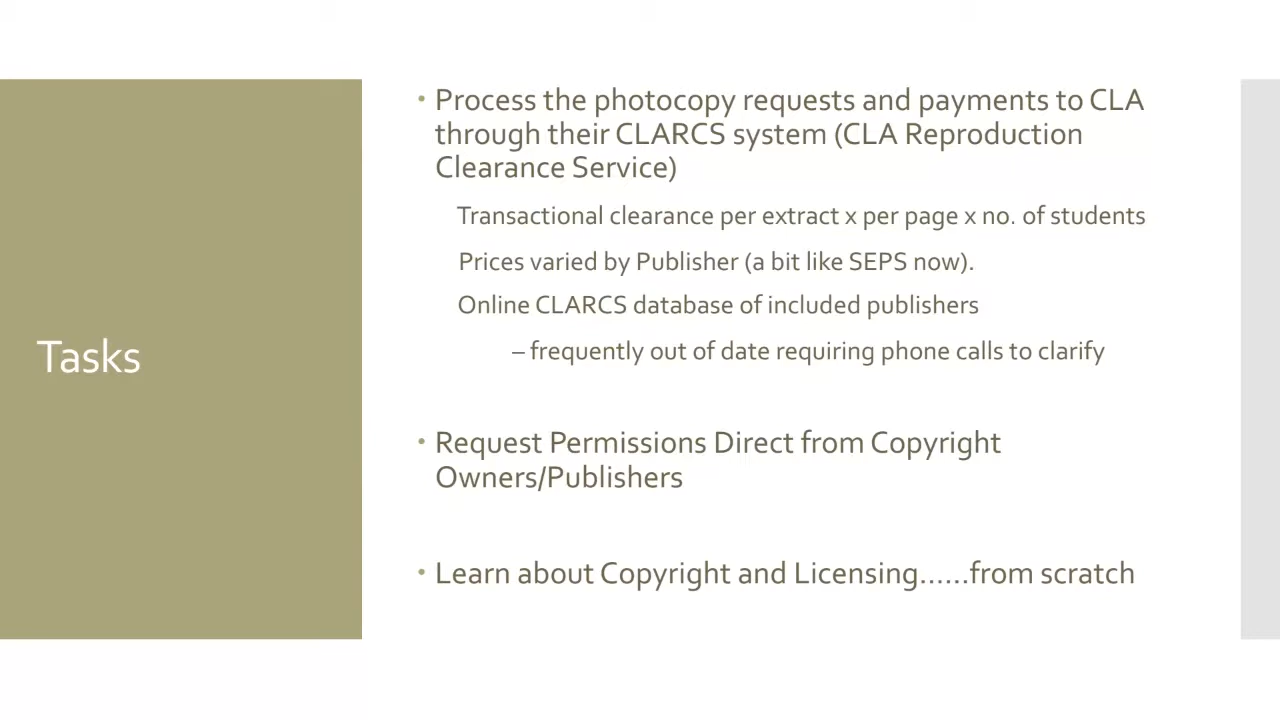 Tasks
• Process the photocopy requests and payments to CLA
through their CLARCS system (CLA Reproduction
Clearance Service)
Transactional clearance per extract x per page x no. of students
Prices varied by Publisher (a bit like SEPS now).
Online CLARCS database of included publishers
– frequently out of date requiring phone calls to clarify
• Request Permissions Direct from Copyright
Owners/Publishers
• Learn about Copyright and Licensing......from scratch